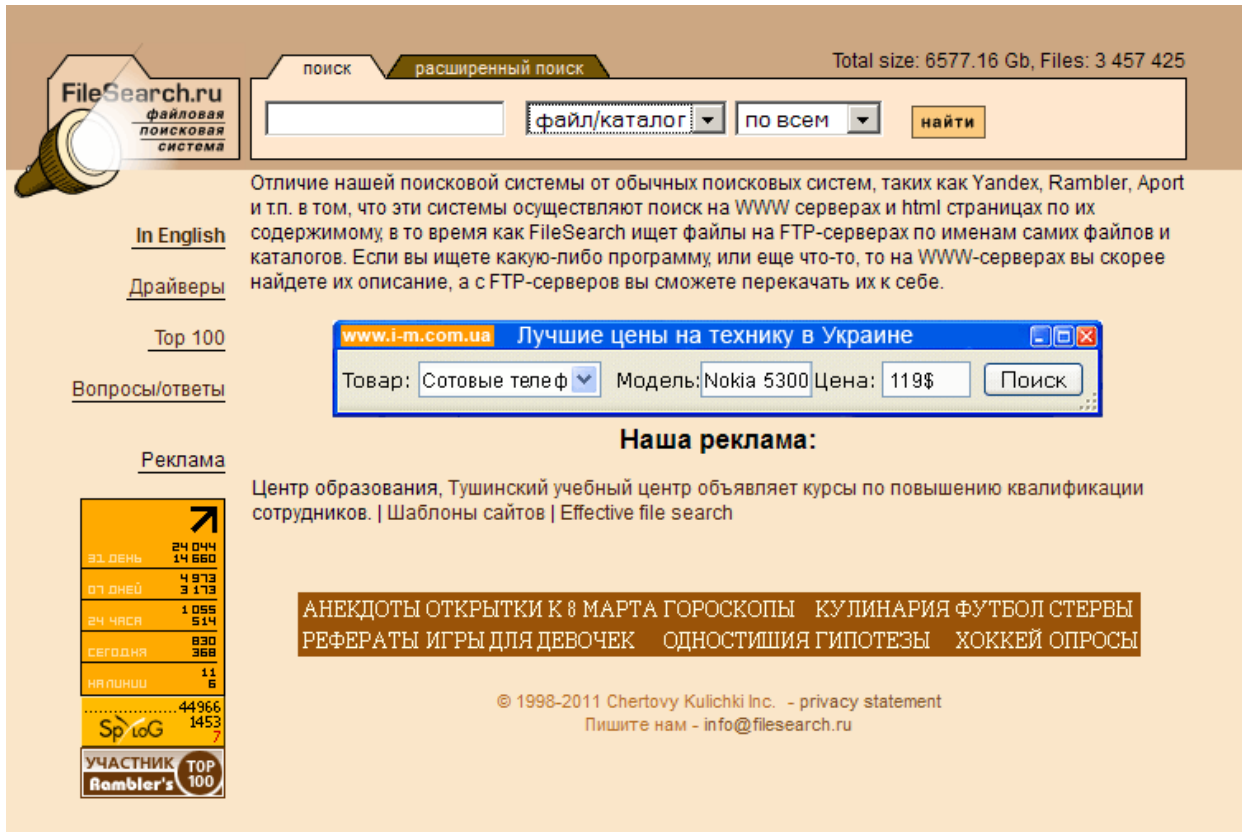 FileSearch.ru
файловая
поисковая
система
поиск
расширенный поиск
Total size: 6577.16 Gb, Files: 3 457 425
файл/каталог
по всем
найти
In English
Драйверы
Top 100
Вопросы/ответы
Реклама
Отличие нашей поисковой системы от обычных поисковых систем, таких как Yandex, Rambler, Aport
и т.п. в том, что эти системы осуществляют поиск на WWW серверах и html страницах по их
содержимому, в то время как FileSearch ищет файлы на FTP-серверах по именам самих файлов и
каталогов. Если вы ищете какую-либо программу, или еще что-то, то на WWW-серверах вы скорее
найдете их описание, а с FTP-серверов вы сможете перекачать их к себе.
www.i-m.com.ua Лучшие цены на технику в Украине
Товар: Сотовые телеф Модель: Nokia 5300 Цена: 119$ Поиск
Наша реклама:
Центр образования, Тушинский учебный центр объявляет курсы по повышению квалификации
сотрудников. | Шаблоны сайтов | Effective file search
31 ДЕНЬ 24 044
14 660
07 ДНЕЙ 4 973
3 173
24 ЧАСА 1 055
514
СЕГОДНЯ 830
368
НА ЛИНИИ 11
6
44966
SpyLOG 1453
7
УЧАСТНИК TOP
Rambler's 100
АНЕКДОТЫ ОТКРЫТКИ К 8 МАРТА ГОРОСКОПЫ КУЛИНАРИЯ ФУТБОЛ СТЕРВЫ
РЕФЕРАТЫ ИГРЫ ДЛЯ ДЕВОЧЕК ОДНОСТИШИЯ ГИПОТЕЗЫ ХОККЕЙ ОПРОСЫ
© 1998-2011 Chertovy Kulichki Inc. - privacy statement
Пишите нам - info@filesearch.ru